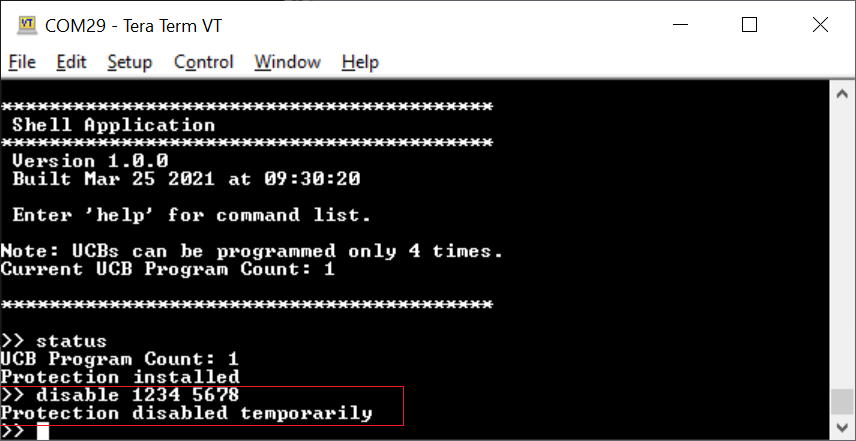 COM29 - Tera Term VT
File Edit Setup Control Window Help
*******************************************
Shell Application
*******************************************
Version 1.0.0
Built Mar 25 2021 at 09:30:20
Enter 'help' for command list.
Note: UCBs can be programmed only 4 times.
Current UCB Program Count: 1
*******************************************
>> status
UCB Program Count: 1
Protection installed
>> disable 1234 5678
Protection disabled temporarily
>>